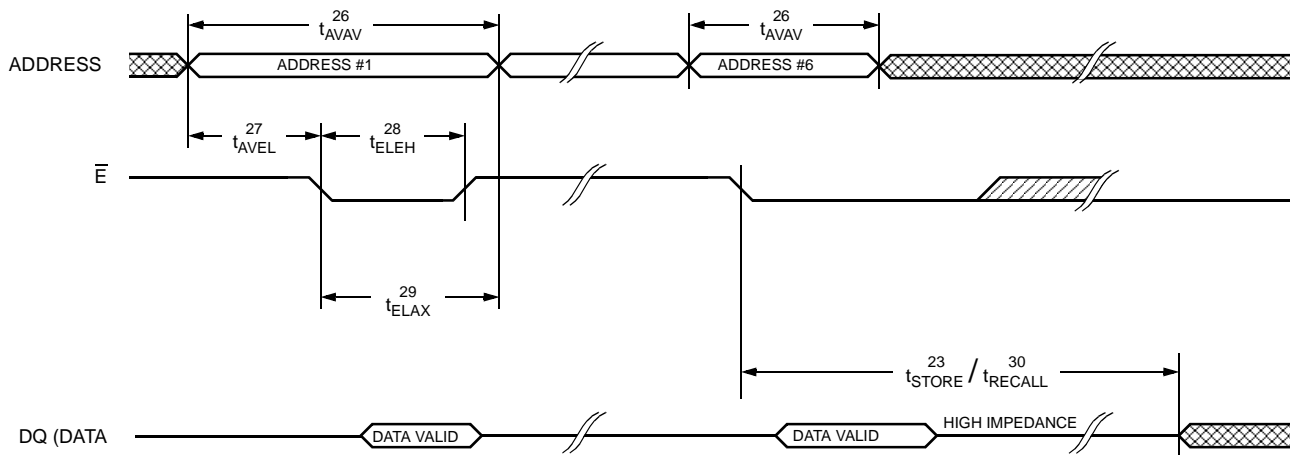 26
tAVAV
26
tAVAV
ADDRESS
ADDRESS #1
ADDRESS #6
27
tAVEL
28
tELEH
E
29
tELAX
23 30
tSTORE / tRECALL
DQ (DATA
DATA VALID
DATA VALID
HIGH IMPEDANCE